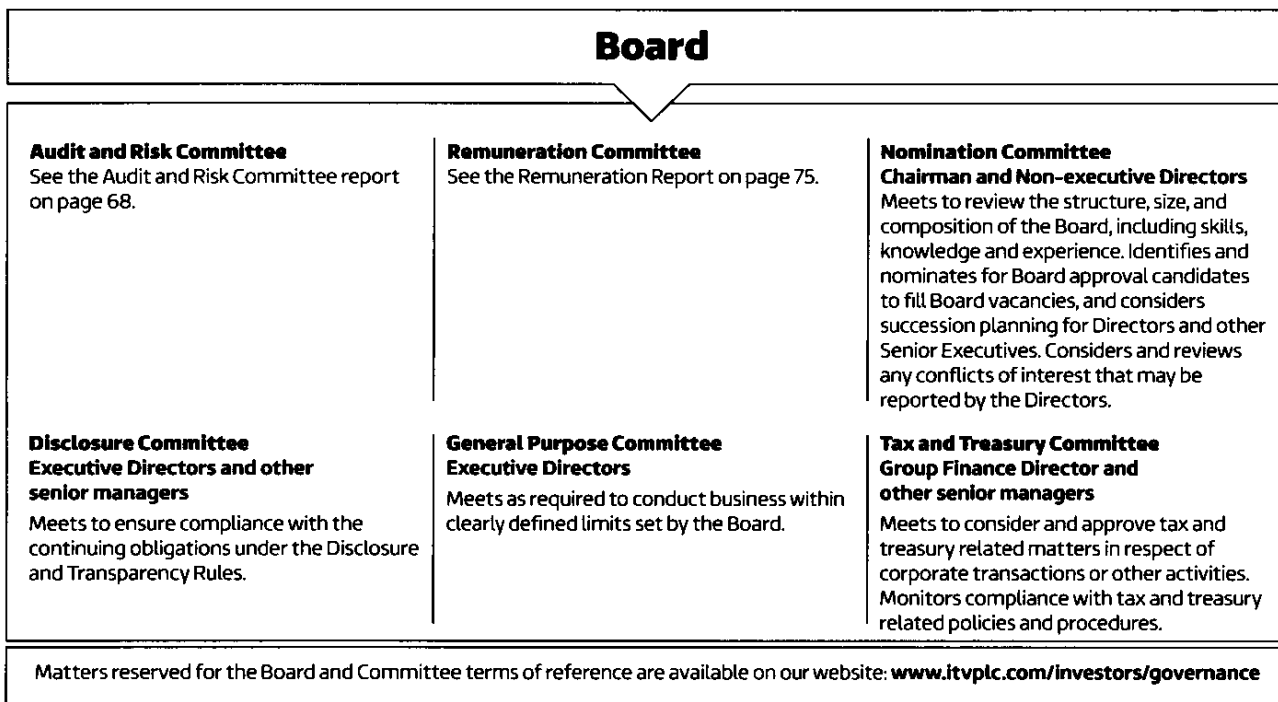 Board
Audit and Risk Committee
See the Audit and Risk Committee report
on page 68.
Remuneration Committee
See the Remuneration Report on page 75.
Nomination Committee
Chairman and Non-executive Directors
Meets to review the structure, size, and
composition of the Board, including skills,
knowledge and experience. Identifies and
nominates for Board approval candidates
to fill Board vacancies, and considers
succession planning for Directors and other
Senior Executives. Considers and reviews
any conflicts of interest that may be
reported by the Directors.
Disclosure Committee
Executive Directors and other
senior managers
Meets to ensure compliance with the
continuing obligations under the Disclosure
and Transparency Rules.
General Purpose Committee
Executive Directors
Meets as required to conduct business within
clearly defined limits set by the Board.
Tax and Treasury Committee
Group Finance Director and
other senior managers
Meets to consider and approve tax and
treasury related matters in respect of
corporate transactions or other activities.
Monitors compliance with tax and treasury
related policies and procedures.
Matters reserved for the Board and Committee terms of reference are available on our website: www.itvplc.com/investors/governance